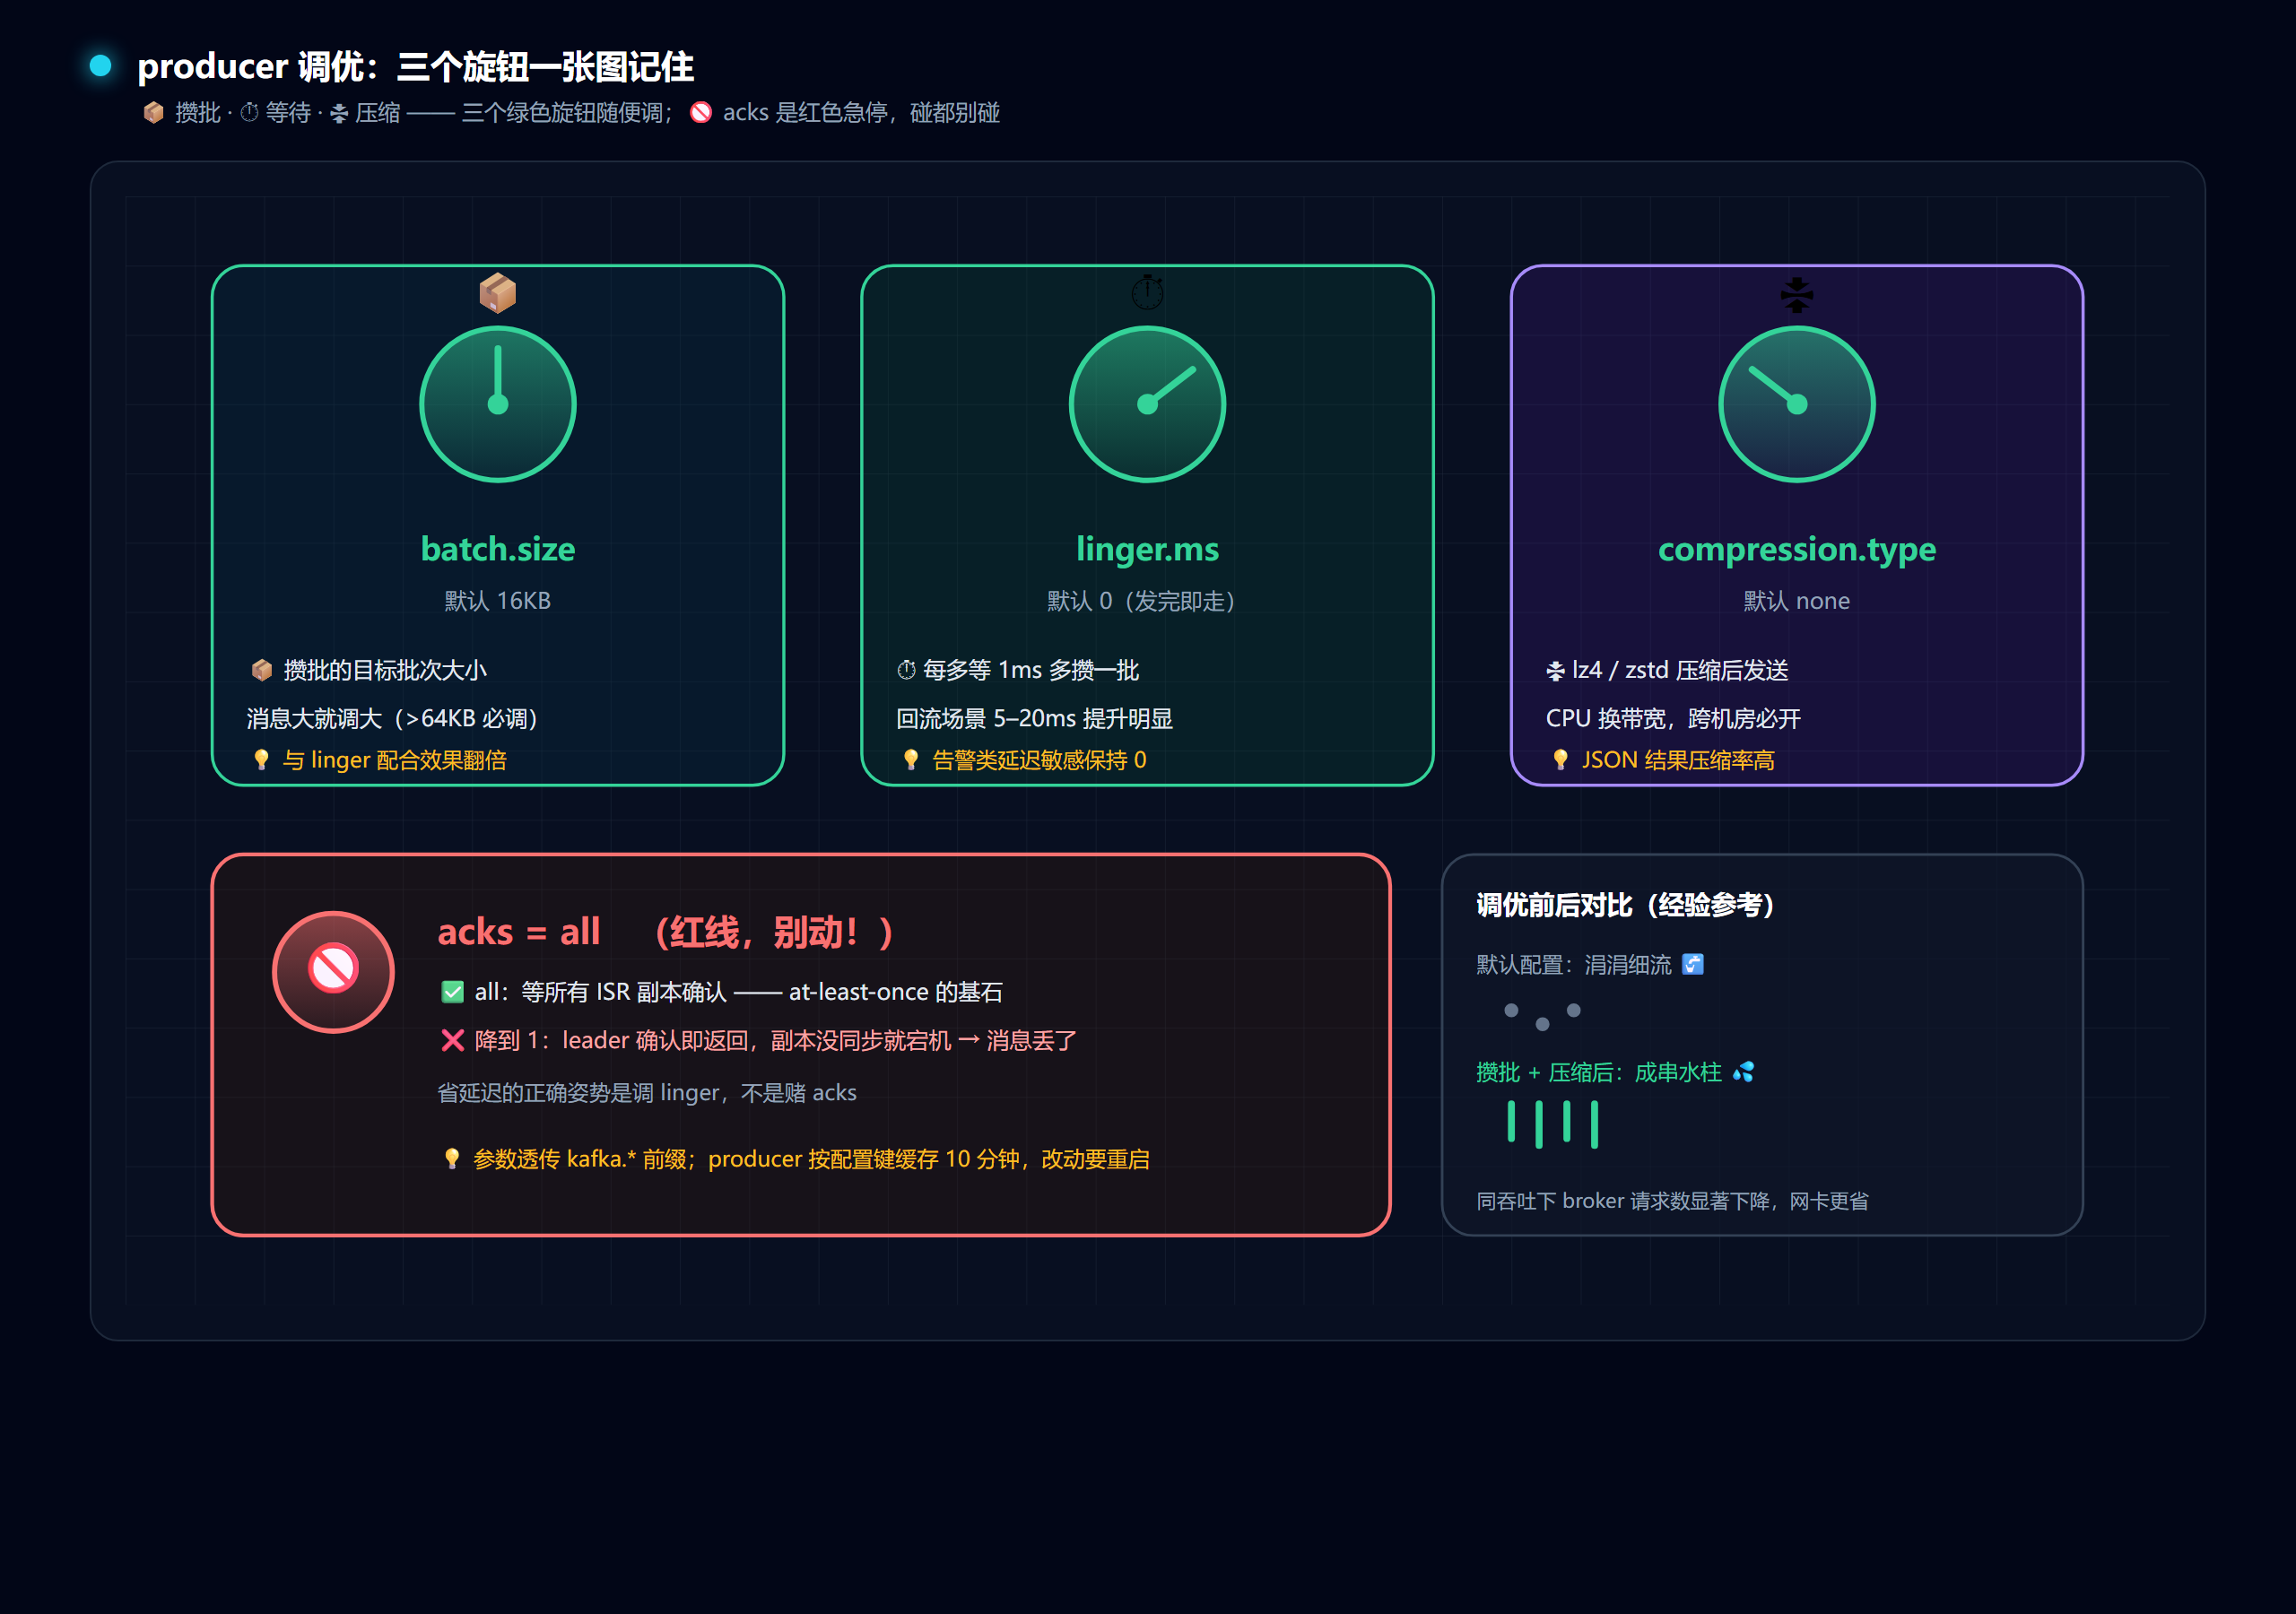 producer 调优：三个旋钮一张图记住
📦 攒批 · ⏱ 等待 · 🗜 压缩 —— 三个绿色旋钮随便调；🚫 acks 是红色急停，碰都别碰
batch.size
默认 16KB
📦 攒批的目标批次大小
消息大就调大（>64KB 必调）
💡 与 linger 配合效果翻倍
linger.ms
默认 0（发完即走）
⏱ 每多等 1ms 多攒一批
回流场景 5–20ms 提升明显
💡 告警类延迟敏感保持 0
compression.type
默认 none
🗜 lz4 / zstd 压缩后发送
CPU 换带宽，跨机房必开
💡 JSON 结果压缩率高
acks = all （红线，别动！）
✅ all：等所有 ISR 副本确认 —— at-least-once 的基石
❌ 降到 1：leader 确认即返回，副本没同步就宕机 → 消息丢了
省延迟的正确姿势是调 linger，不是赌 acks
💡 参数透传 kafka.* 前缀；producer 按配置键缓存 10 分钟，改动要重启
调优前后对比（经验参考）
默认配置：涓涓细流 🚰
攒批 + 压缩后：成串水柱 💦
同吞吐下 broker 请求数显著下降，网卡更省